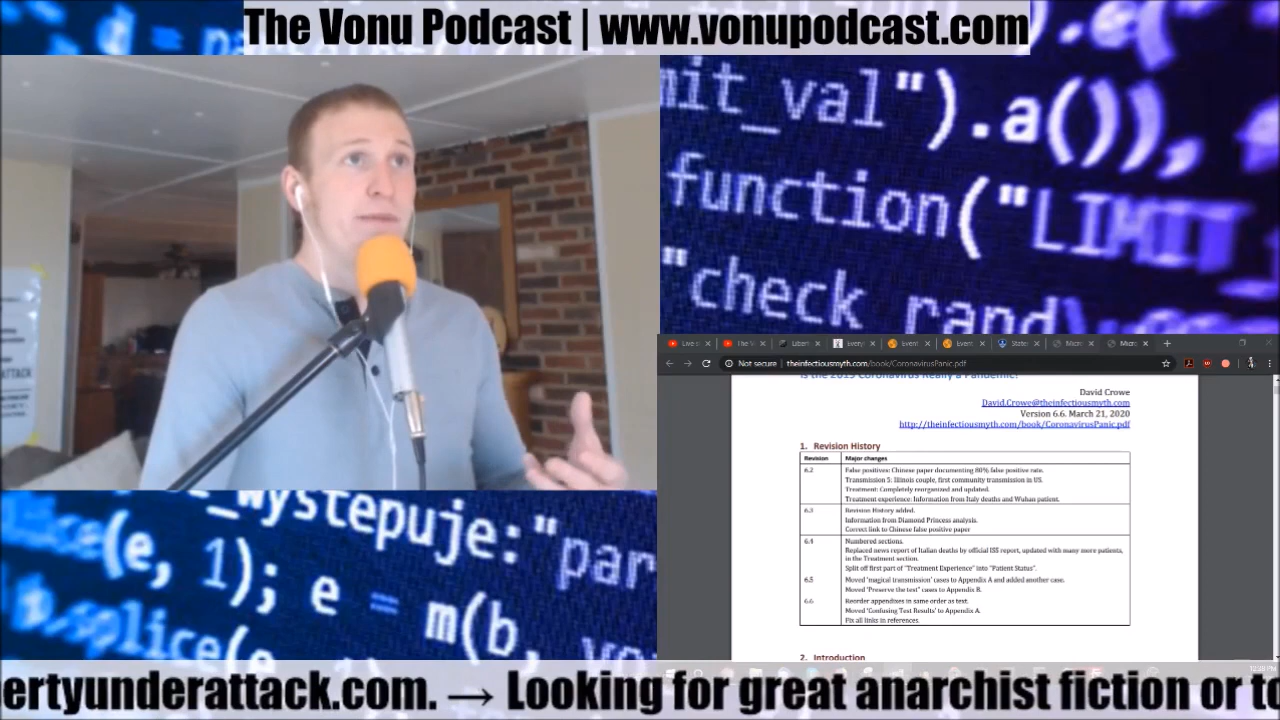 The Vonu Podcast | www.vonupodcast.com
mit_val").a()),
function("LIMIT
"check rand
Not secure | theinfectiousmyth.com/book/CoronavirusPanic.pdf
Is the 2019 Coronavirus Really a Pandemic?
David Crowe
David.Crowe@theinfectiousmyth.com
Version 6.6. March 21, 2020
http://theinfectiousmyth.com/book/CoronavirusPanic.pdf
1. Revision History
Revision Major changes
6.2 False positives: Chinese paper documenting 80% false positive rate.
Transmission 5: Illinois couple, first community transmission in US.
Treatment: Completely reorganized and updated.
Treatment experience: Information from Italy deaths and Wuhan patient.
6.3 Revision History added.
Information from Diamond Princess analysis.
Correct link to Chinese false positive paper
6.4 Numbered sections.
Replaced news report of Italian deaths by official ISS report, updated with many more patients,
in the Treatment section.
Split off first part of "Treatment Experience" into "Patient Status".
6.5 Moved 'magical transmission' cases to Appendix A and added another case.
Moved 'Preserve the test' cases to Appendix B.
6.6 Reorder appendixes in same order as text.
Moved 'Confusing Test Results' to Appendix A.
Fix all links in references.
2. Introduction
ATTACK
ystepuje:"par
(e, 1); e = m(b,
ertyunderattack.com. → Looking for great anarchist fiction or to